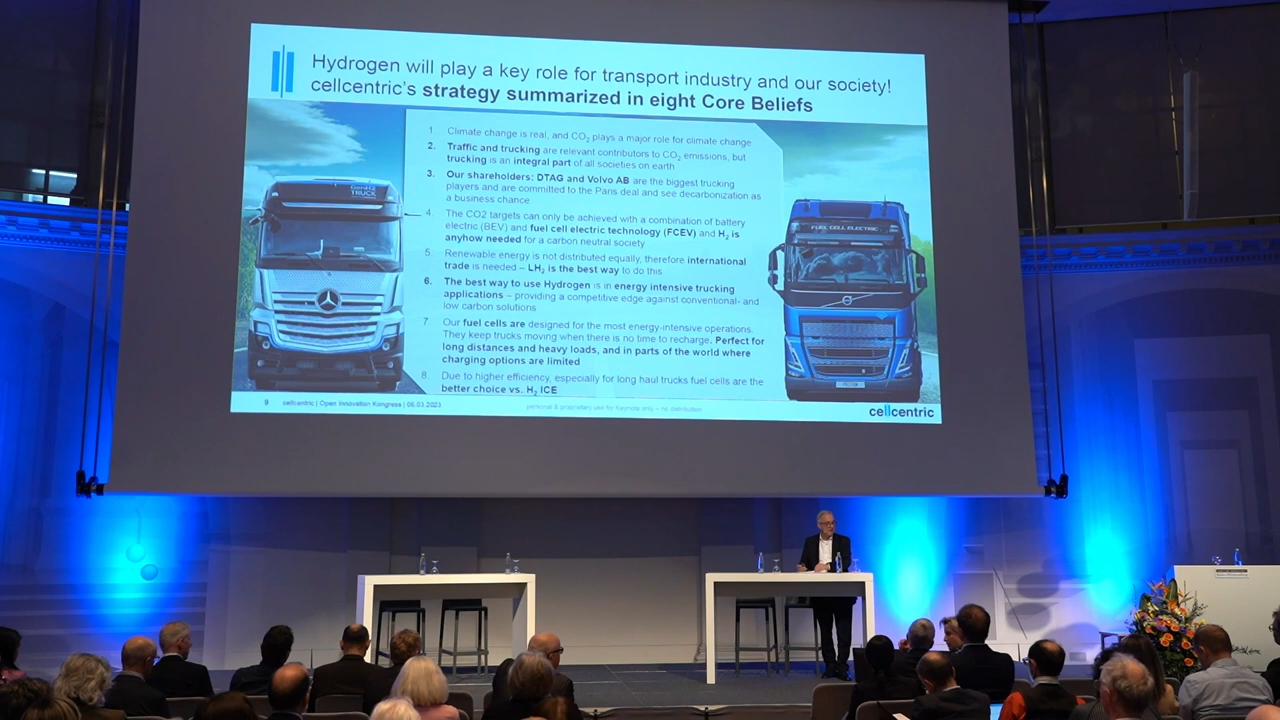 Hydrogen will play a key role for transport industry and our society!
cellcentric's strategy summarized in eight Core Beliefs
1. Climate change is real, and CO₂ plays a major role for climate change
2. Traffic and trucking are relevant contributors to CO₂ emissions, but
trucking is an integral part of all societies on earth
3. Our shareholders: DTAG and Volvo AB are the biggest trucking
players and are committed to the Paris deal and see decarbonization as
a business chance
4. The CO2 targets can only be achieved with a combination of battery
electric (BEV) and fuel cell electric technology (FCEV) and H₂ is
anyhow needed for a carbon neutral society
5. Renewable energy is not distributed equally, therefore international
trade is needed – LH₂ is the best way to do this
6. The best way to use Hydrogen is in energy intensive trucking
applications – providing a competitive edge against conventional- and
low carbon solutions
7. Our fuel cells are designed for the most energy-intensive operations.
They keep trucks moving when there is no time to recharge. Perfect for
long distances and heavy loads, and in parts of the world where
charging options are limited
8. Due to higher efficiency, especially for long haul trucks fuel cells are the
better choice vs. H₂ ICE
GenH2
TRUCK
FUEL CELL ELECTRIC
9 cellcentric | Open Innovation Kongress | 06.03.2023
personal & proprietary use for Keynote only – no distribution
cellcentric